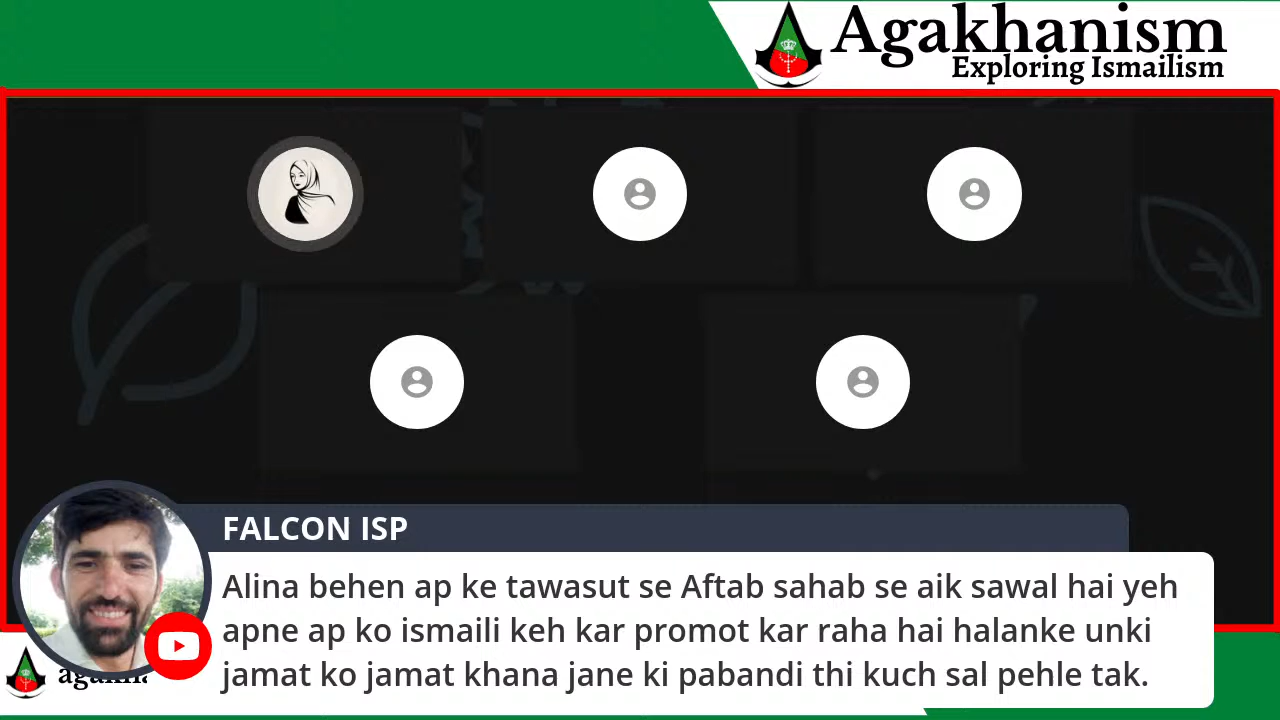 Agakhanism
Exploring Ismailism
FALCON ISP
Alina behen ap ke tawasut se Aftab sahab se aik sawal hai yeh
apne ap ko ismaili keh kar promot kar raha hai halanke unki
jamat ko jamat khana jane ki pabandi thi kuch sal pehle tak.